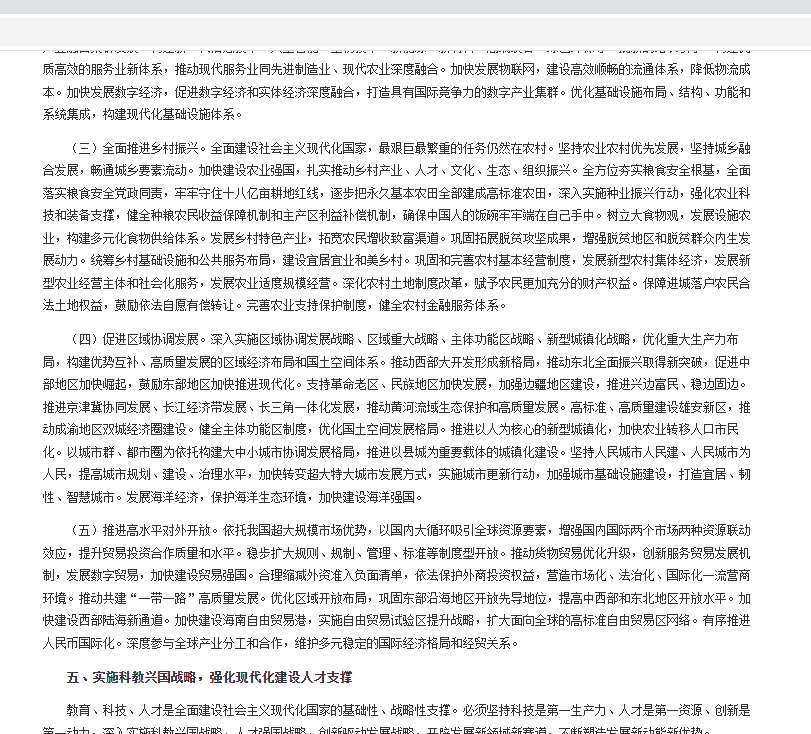 质高效的服务业新体系，推动现代服务业同先进制造业、现代农业深度融合。加快发展物联网，建设高效顺畅的流通体系，降低物流成
本。加快发展数字经济，促进数字经济和实体经济深度融合，打造具有国际竞争力的数字产业集群。优化基础设施布局、结构、功能和
系统集成，构建现代化基础设施体系。
（三）全面推进乡村振兴。全面建设社会主义现代化国家，最艰巨最繁重的任务仍然在农村。坚持农业农村优先发展，坚持城乡融
合发展，畅通城乡要素流动。加快建设农业强国，扎实推动乡村产业、人才、文化、生态、组织振兴。全方位夯实粮食安全根基，全面
落实粮食安全党政同责，牢牢守住十八亿亩耕地红线，逐步把永久基本农田全部建成高标准农田，深入实施种业振兴行动，强化农业科
技和装备支撑，健全种粮农民收益保障机制和主产区利益补偿机制，确保中国人的饭碗牢牢端在自己手中。树立大食物观，发展设施农
业，构建多元化食物供给体系。发展乡村特色产业，拓宽农民增收致富渠道。巩固拓展脱贫攻坚成果，增强脱贫地区和脱贫群众内生发
展动力。统筹乡村基础设施和公共服务布局，建设宜居宜业和美乡村。巩固和完善农村基本经营制度，发展新型农村集体经济，发展新
型农业经营主体和社会化服务，发展农业适度规模经营。深化农村土地制度改革，赋予农民更加充分的财产权益。保障进城落户农民合
法土地权益，鼓励依法自愿有偿转让。完善农业支持保护制度，健全农村金融服务体系。
（四）促进区域协调发展。深入实施区域协调发展战略、区域重大战略、主体功能区战略、新型城镇化战略，优化重大生产力布
局，构建优势互补、高质量发展的区域经济布局和国土空间体系。推动西部大开发形成新格局，推动东北全面振兴取得新突破，促进中
部地区加快崛起，鼓励东部地区加快推进现代化。支持革命老区、民族地区加快发展，加强边疆地区建设，推进兴边富民、稳边固边。
推进京津冀协同发展、长江经济带发展、长三角一体化发展，推动黄河流域生态保护和高质量发展。高标准、高质量建设雄安新区，推
动成渝地区双城经济圈建设。健全主体功能区制度，优化国土空间发展格局。推进以人为核心的新型城镇化，加快农业转移人口市民
化。以城市群、都市圈为依托构建大中小城市协调发展格局，推进以县城为重要载体的城镇化建设。坚持人民城市人民建、人民城市为
人民，提高城市规划、建设、治理水平，加快转变超大特大城市发展方式，实施城市更新行动，加强城市基础设施建设，打造宜居、韧
性、智慧城市。发展海洋经济，保护海洋生态环境，加快建设海洋强国。
（五）推进高水平对外开放。依托我国超大规模市场优势，以国内大循环吸引全球资源要素，增强国内国际两个市场两种资源联动
效应，提升贸易投资合作质量和水平。稳步扩大规则、规制、管理、标准等制度型开放。推动货物贸易优化升级，创新服务贸易发展机
制，发展数字贸易，加快建设贸易强国。合理缩减外资准入负面清单，依法保护外商投资权益，营造市场化、法治化、国际化一流营商
环境。推动共建“一带一路”高质量发展。优化区域开放布局，巩固东部沿海地区开放先导地位，提高中西部和东北地区开放水平。加
快建设西部陆海新通道。加快建设海南自由贸易港，实施自由贸易试验区提升战略，扩大面向全球的高标准自由贸易区网络。有序推进
人民币国际化。深度参与全球产业分工和合作，维护多元稳定的国际经济格局和经贸关系。
五、实施科教兴国战略，强化现代化建设人才支撑
教育、科技、人才是全面建设社会主义现代化国家的基础性、战略性支撑。必须坚持科技是第一生产力、人才是第一资源、创新是
第一动力，深入实施科教兴国战略、人才强国战略、创新驱动发展战略，开辟发展新领域新赛道，不断塑造发展新动能新优势。